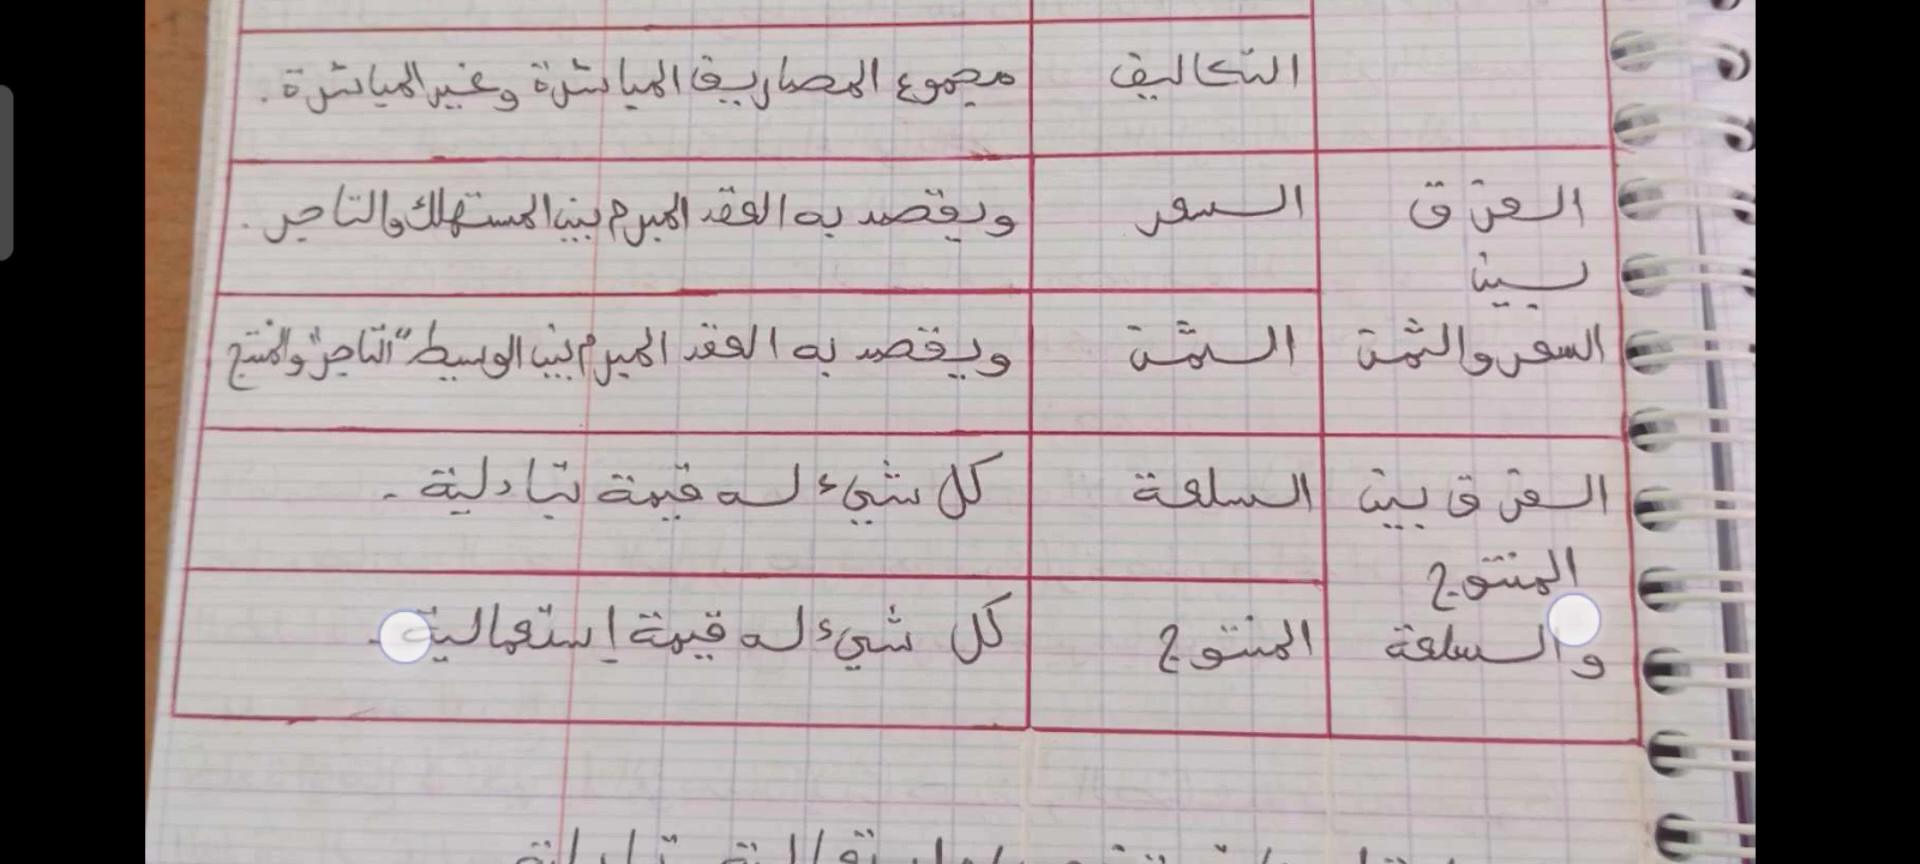 التكاليف
مجموع المصاريف المباشرة وغير المباشرة.
الفرق
بين
السعر والثمن
السعر
ويقصد به العقد المبرم بين المستهلك والتاجر.
الثمن
ويقصد به العقد المبرم بين الوسيط "التاجر" والمنتج
الفرق بين
المنتوج
والسلعة
السلعة
كل شيء له قيمة تبادلية.
المنتوج
كل شيء له قيمة إستعمالية.